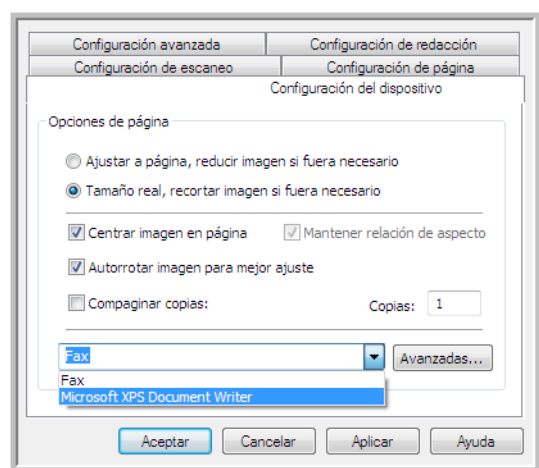 Configuración avanzada
Configuración de redacción
Configuración de escaneo
Configuración de página
Configuración del dispositivo
Opciones de página
Ajustar a página, reducir imagen si fuera necesario
Tamaño real, recortar imagen si fuera necesario
Centrar imagen en página
Mantener relación de aspecto
Autorrotar imagen para mejor ajuste
Compaginar copias:
Copias: 1
Fax
Avanzadas...
Fax
Microsoft XPS Document Writer
Aceptar
Cancelar
Aplicar
Ayuda